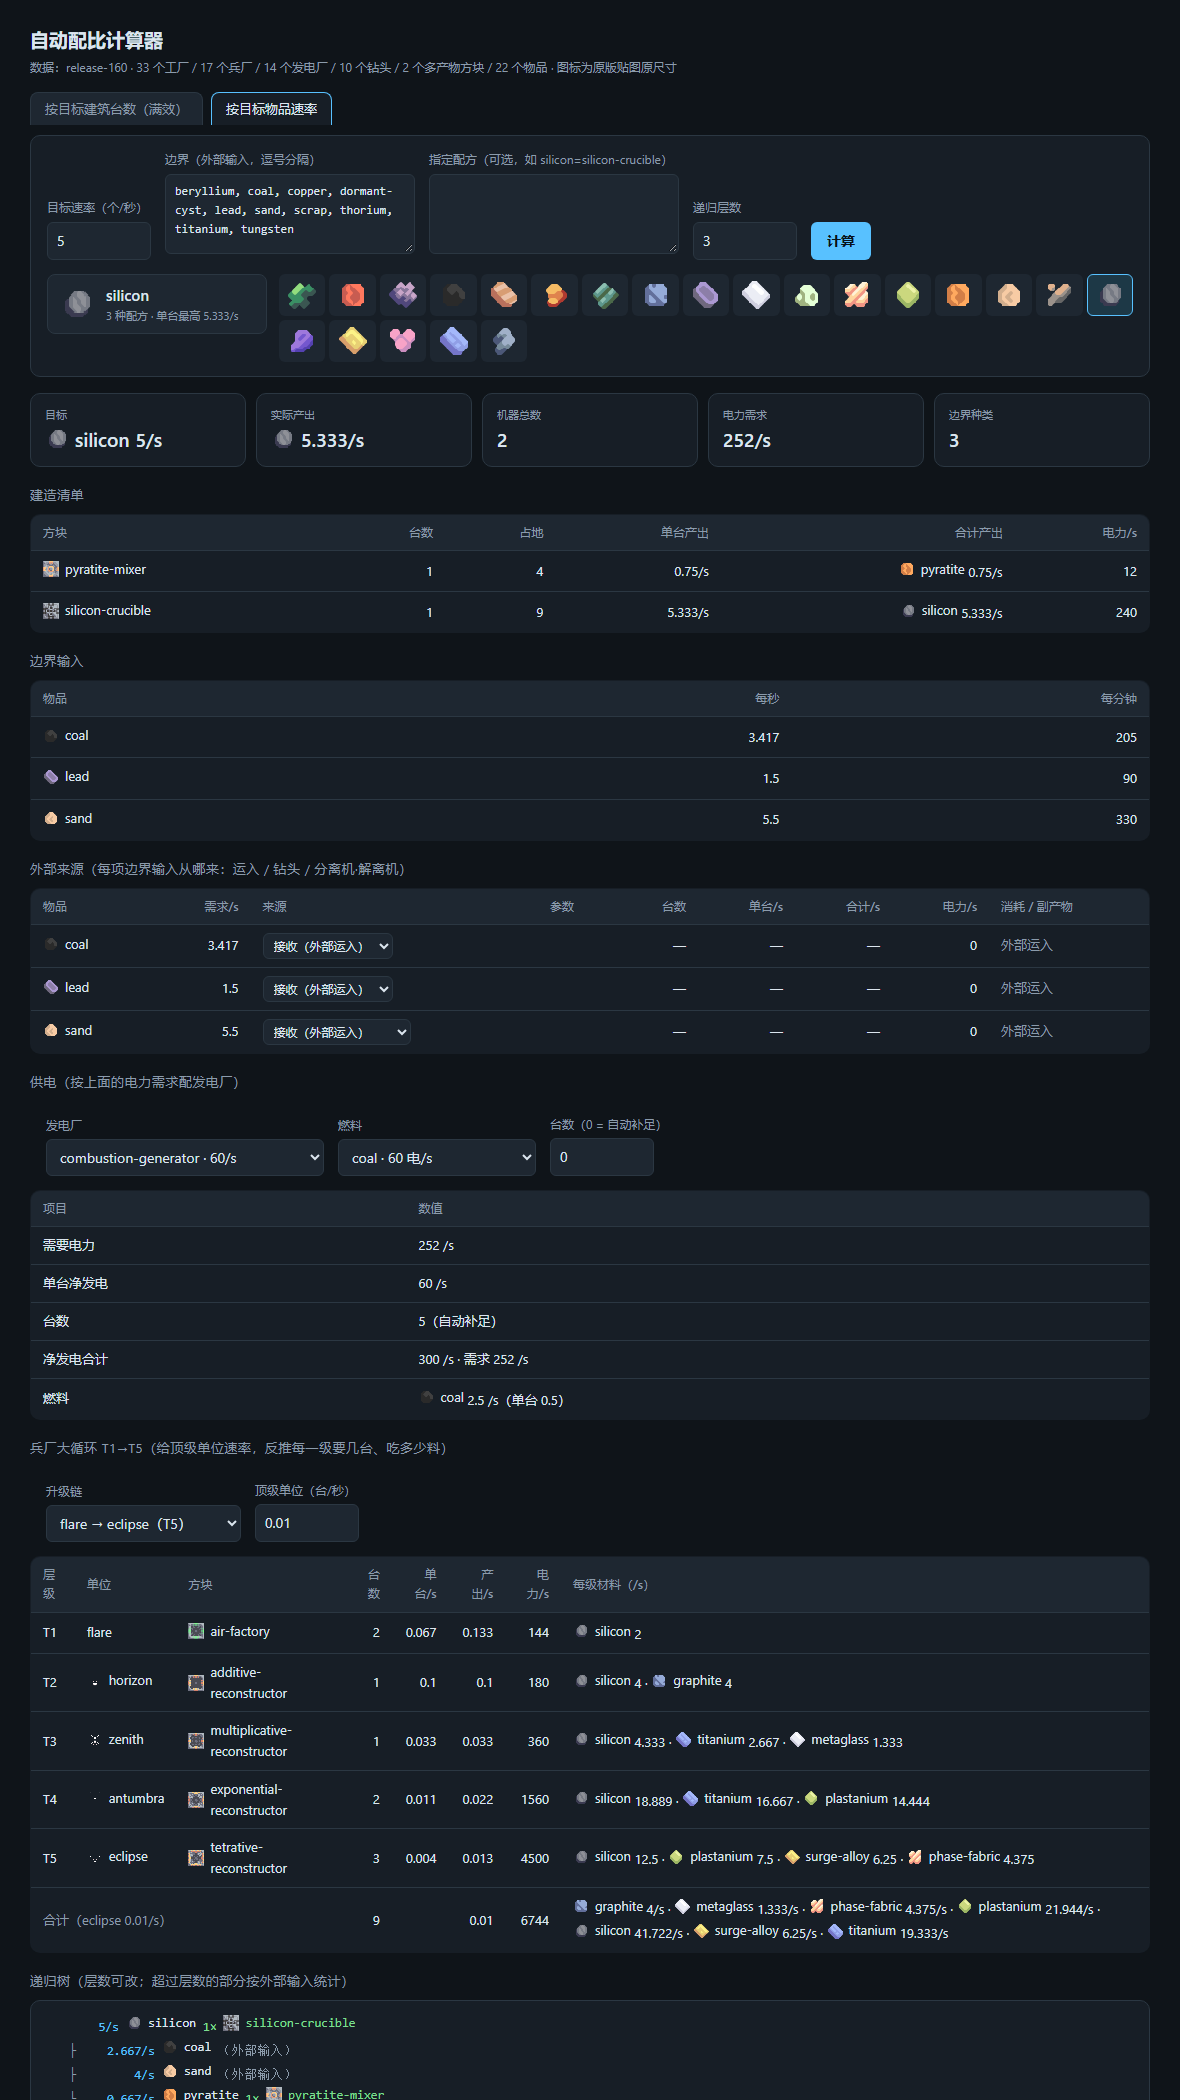 自动配比计算器
数据：release-160 · 33 个工厂 / 17 个兵厂 / 14 个发电厂 / 10 个钻头 / 2 个多产物方块 / 22 个物品 · 图标为原版贴图原尺寸
按目标建筑台数（满效） 按目标物品速率
边界（外部输入，逗号分隔） 指定配方（可选，如 silicon=silicon-crucible）
目标速率（个/秒） 递归层数
beryllium, coal, copper, dormant-
cyst, lead, sand, scrap, thorium,
titanium, tungsten
5 3 计算
silicon
3 种配方 · 单台最高 5.333/s
目标 实际产出 机器总数 电力需求 边界种类
silicon 5/s 5.333/s 2 252/s 3
建造清单
方块 台数 占地 单台产出 合计产出 电力/s
pyratite-mixer 1 4 0.75/s pyratite 0.75/s 12
silicon-crucible 1 9 5.333/s silicon 5.333/s 240
边界输入
物品 每秒 每分钟
coal 3.417 205
lead 1.5 90
sand 5.5 330
外部来源（每项边界输入从哪来：运入 / 钻头 / 分离机·解离机）
物品 需求/s 来源 参数 台数 单台/s 合计/s 电力/s 消耗 / 副产物
coal 3.417 接收（外部运入） — — — 0 外部运入
lead 1.5 接收（外部运入） — — — 0 外部运入
sand 5.5 接收（外部运入） — — — 0 外部运入
供电（按上面的电力需求配发电厂）
发电厂 燃料 台数（0 = 自动补足）
combustion-generator · 60/s coal · 60 电/s 0
项目 数值
需要电力 252 /s
单台净发电 60 /s
台数 5（自动补足）
净发电合计 300 /s · 需求 252 /s
燃料 coal 2.5 /s（单台 0.5）
兵厂大循环 T1→T5（给顶级单位速率，反推每一级要几台、吃多少料）
升级链 顶级单位（台/秒）
flare → eclipse（T5） 0.01
层级 单位 方块 台数 单台/s 产出/s 电力/s 每级材料（/s）
T1 flare air-factory 2 0.067 0.133 144 silicon 2
T2 horizon additive-reconstructor 1 0.1 0.1 180 silicon 4 · graphite 4
T3 zenith multiplicative-reconstructor 1 0.033 0.033 360 silicon 4.333 · titanium 2.667 · metaglass 1.333
T4 antumbra exponential-reconstructor 2 0.011 0.022 1560 silicon 18.889 · titanium 16.667 · plastanium 14.444
T5 eclipse tetrative-reconstructor 3 0.004 0.013 4500 silicon 12.5 · plastanium 7.5 · surge-alloy 6.25 · phase-fabric 4.375
合计（eclipse 0.01/s） 9 0.01 6744 graphite 4/s · metaglass 1.333/s · phase-fabric 4.375/s · plastanium 21.944/s ·
silicon 41.722/s · surge-alloy 6.25/s · titanium 19.333/s
递归树（层数可改；超过层数的部分按外部输入统计）
5/s silicon 1x silicon-crucible
├ 2.667/s coal（外部输入）
├ 4/s sand（外部输入）
└ 0.667/s pyratite 1x pyratite-mixer